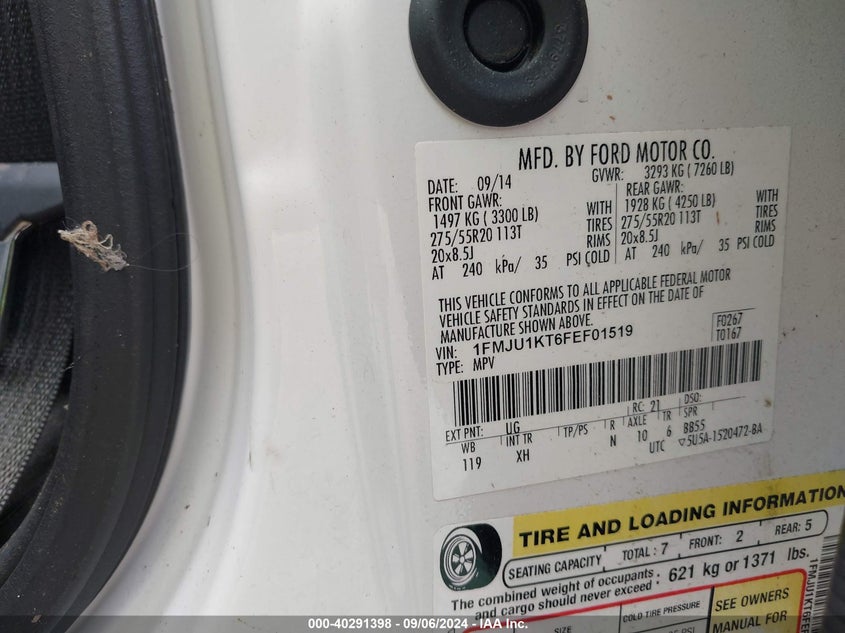 MFD. BY FORD MOTOR CO.
DATE: 09/14 GVWR: 3293 KG ( 7260 LB)
FRONT GAWR: REAR GAWR:
1497 KG ( 3300 LB) WITH 1928 KG ( 4250 LB) WITH
275/55R20 113T TIRES 275/55R20 113T TIRES
20x8.5J RIMS 20x8.5J RIMS
AT 240 kPa/ 35 PSI COLD AT 240 kPa/ 35 PSI COLD
THIS VEHICLE CONFORMS TO ALL APPLICABLE FEDERAL MOTOR
VEHICLE SAFETY STANDARDS IN EFFECT ON THE DATE OF
MANUFACTURE SHOWN ABOVE.
VIN: 1FMJU1KT6FEF01519 F0267
TYPE: MPV T0167
EXT PNT: UG RC: 21 DSO:
WB INT TR TP/PS R AXLE TR SPR
119 XH N 10 6 BB55
UTC ▽5U5A-1520472-BA
TIRE AND LOADING INFORMATION
SEATING CAPACITY TOTAL : 7 FRONT: 2 REAR: 5
The combined weight of occupants
and cargo should never exceed : 621 kg or 1371 lbs.
SIZE COLD TIRE PRESSURE SEE OWNERS
MANUAL FOR
000-40291398 - 09/06/2024 - IAA Inc.